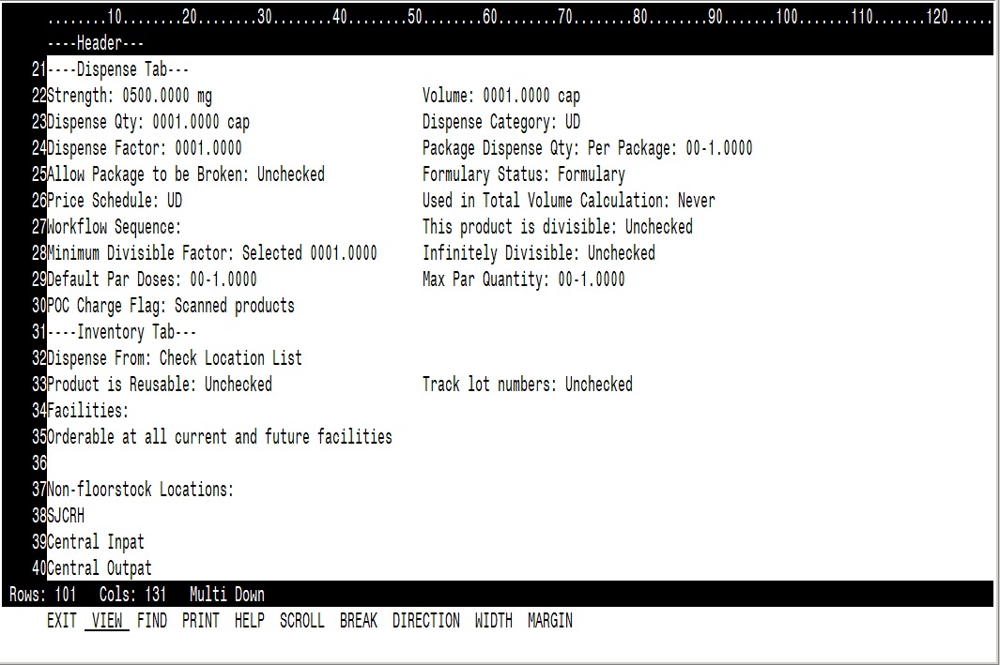 ........10........20........30........40........50........60........70........80........90.......100.......110.......120......
----Header---
21----Dispense Tab---
22Strength: 0500.0000 mg Volume: 0001.0000 cap
23Dispense Qty: 0001.0000 cap Dispense Category: UD
24Dispense Factor: 0001.0000 Package Dispense Qty: Per Package: 00-1.0000
25Allow Package to be Broken: Unchecked Formulary Status: Formulary
26Price Schedule: UD Used in Total Volume Calculation: Never
27Workflow Sequence: This product is divisible: Unchecked
28Minimum Divisible Factor: Selected 0001.0000 Infinitely Divisible: Unchecked
29Default Par Doses: 00-1.0000 Max Par Quantity: 00-1.0000
30POC Charge Flag: Scanned products
31----Inventory Tab---
32Dispense From: Check Location List
33Product is Reusable: Unchecked Track lot numbers: Unchecked
34Facilities:
35Orderable at all current and future facilities
36
37Non-floorstock Locations:
38SJCRH
39Central Inpat
40Central Outpat
Rows: 101 Cols: 131 Multi Down
EXIT VIEW FIND PRINT HELP SCROLL BREAK DIRECTION WIDTH MARGIN